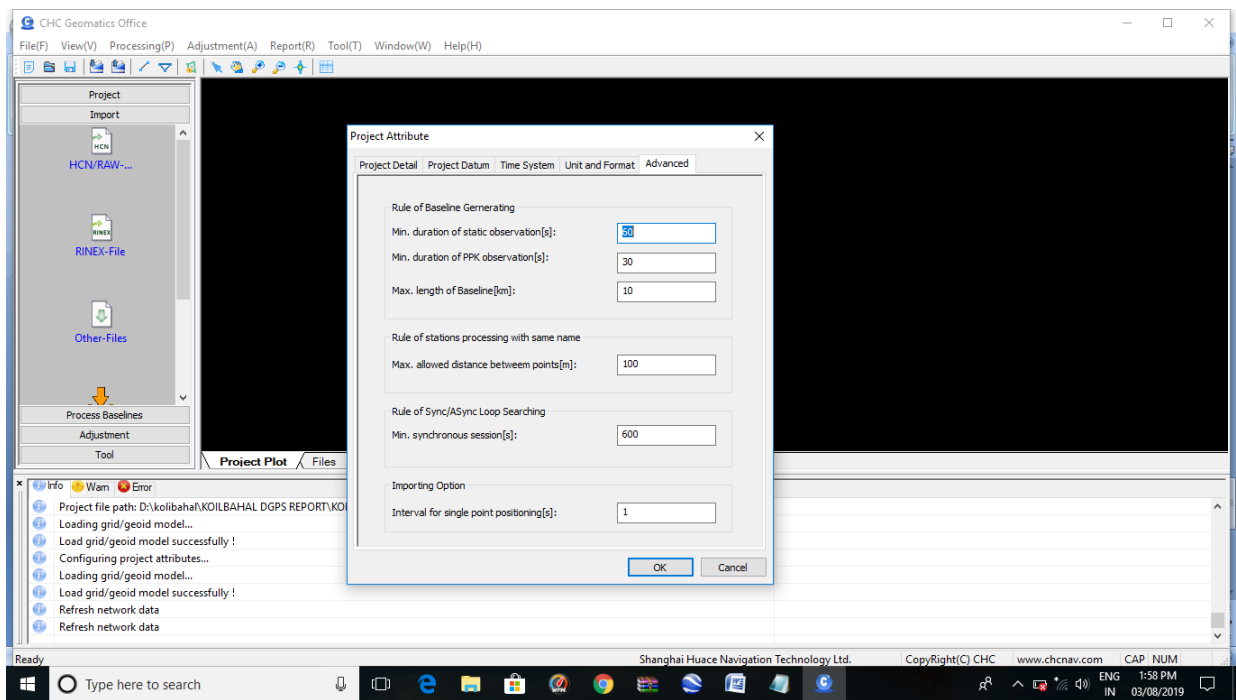 CHC Geomatics Office
File(F) View(V) Processing(P) Adjustment(A) Report(R) Tool(T) Window(W) Help(H)
Project
Import
HCN
HCN/RAW-...
RINEX
RINEX-File
Other-Files
Process Baselines
Adjustment
Tool
Project Attribute
Project Detail Project Datum Time System Unit and Format Advanced
Rule of Baseline Gernerating
Min. duration of static observation[s]: 60
Min. duration of PPK observation[s]: 30
Max. length of Baseline[km]: 10
Rule of stations processing with same name
Max. allowed distance betweem points[m]: 100
Rule of Sync/ASync Loop Searching
Min. synchronous session[s]: 600
Importing Option
Interval for single point positioning[s]: 1
OK Cancel
Project Plot Files
Info Warn Error
Project file path: D:\kolibahal\KOILBAHAL DGPS REPORT\KOI
Loading grid/geoid model...
Load grid/geoid model successfully !
Configuring project attributes...
Loading grid/geoid model...
Load grid/geoid model successfully !
Refresh network data
Refresh network data
Ready Shanghai Huace Navigation Technology Ltd. CopyRight(C) CHC www.chcnav.com CAP NUM
Type here to search
ENG 1:58 PM
IN 03/08/2019